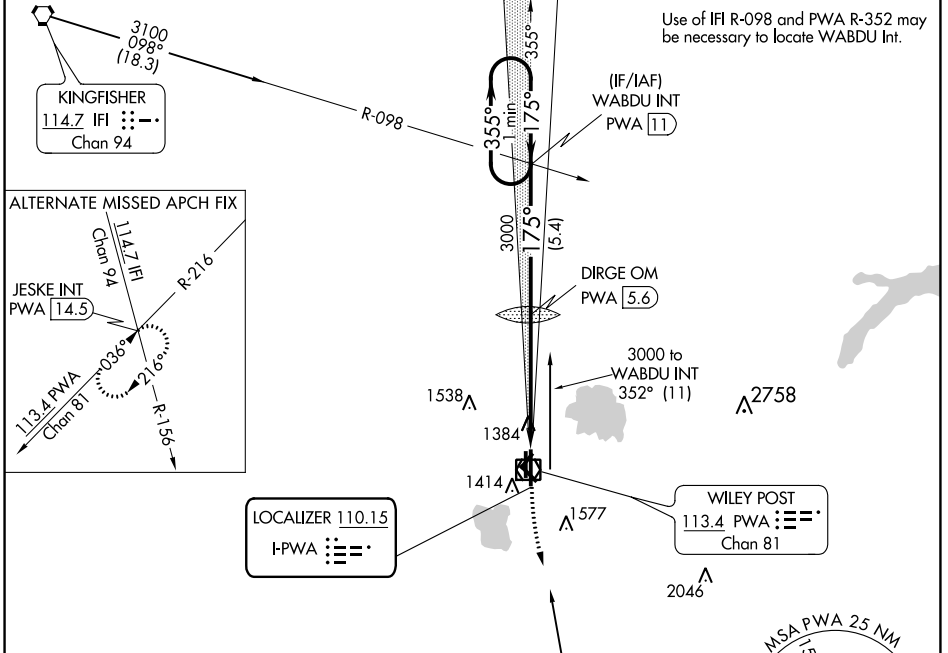 Use of IFI R-098 and PWA R-352 may
be necessary to locate WABDU Int.
3100
098°
(18.3)
KINGFISHER
114.7 IFI
Chan 94
R-098
355°
355°
1 min
175°
(IF/IAF)
WABDU INT
PWA 11
3000
175°
(5.4)
ALTERNATE MISSED APCH FIX
114.7 IFI
Chan 94
R-216
JESKE INT
PWA 14.5
036°
216°
113.4 PWA
Chan 81
R-156
DIRGE OM
PWA 5.6
3000 to
WABDU INT
352° (11)
1538
2758
1384
1414
LOCALIZER 110.15
I-PWA
1577
WILEY POST
113.4 PWA
Chan 81
2046
MSA PWA 25 NM